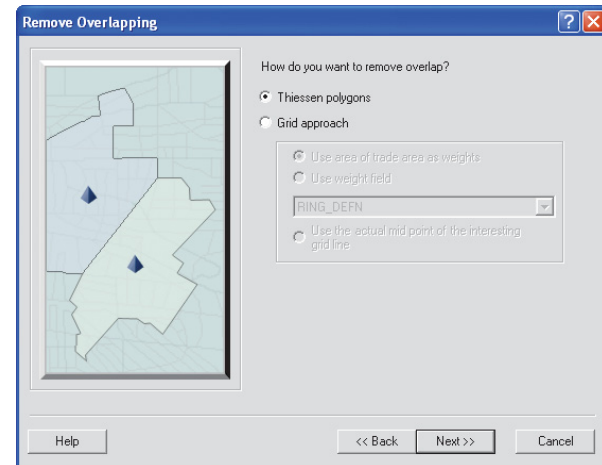 Remove Overlapping
How do you want to remove overlap?
Thiessen polygons
Grid approach
Use area of trade area as weights
Use weight field
RING_DEFN
Use the actual mid point of the interesting
grid line
Help
<< Back
Next >>
Cancel